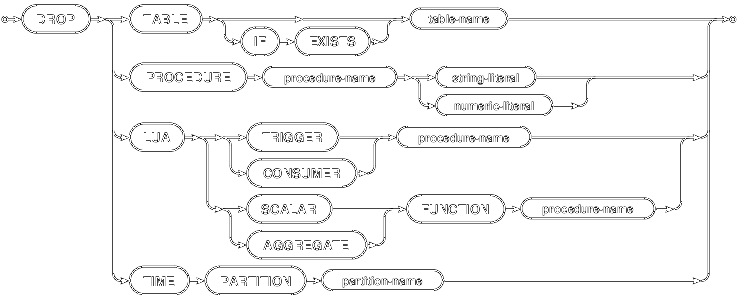 DROP TABLE table-name
IF EXISTS
PROCEDURE procedure-name string-literal
numeric-literal
LUA TRIGGER procedure-name
CONSUMER
SCALAR FUNCTION procedure-name
AGGREGATE
TIME PARTITION partition-name